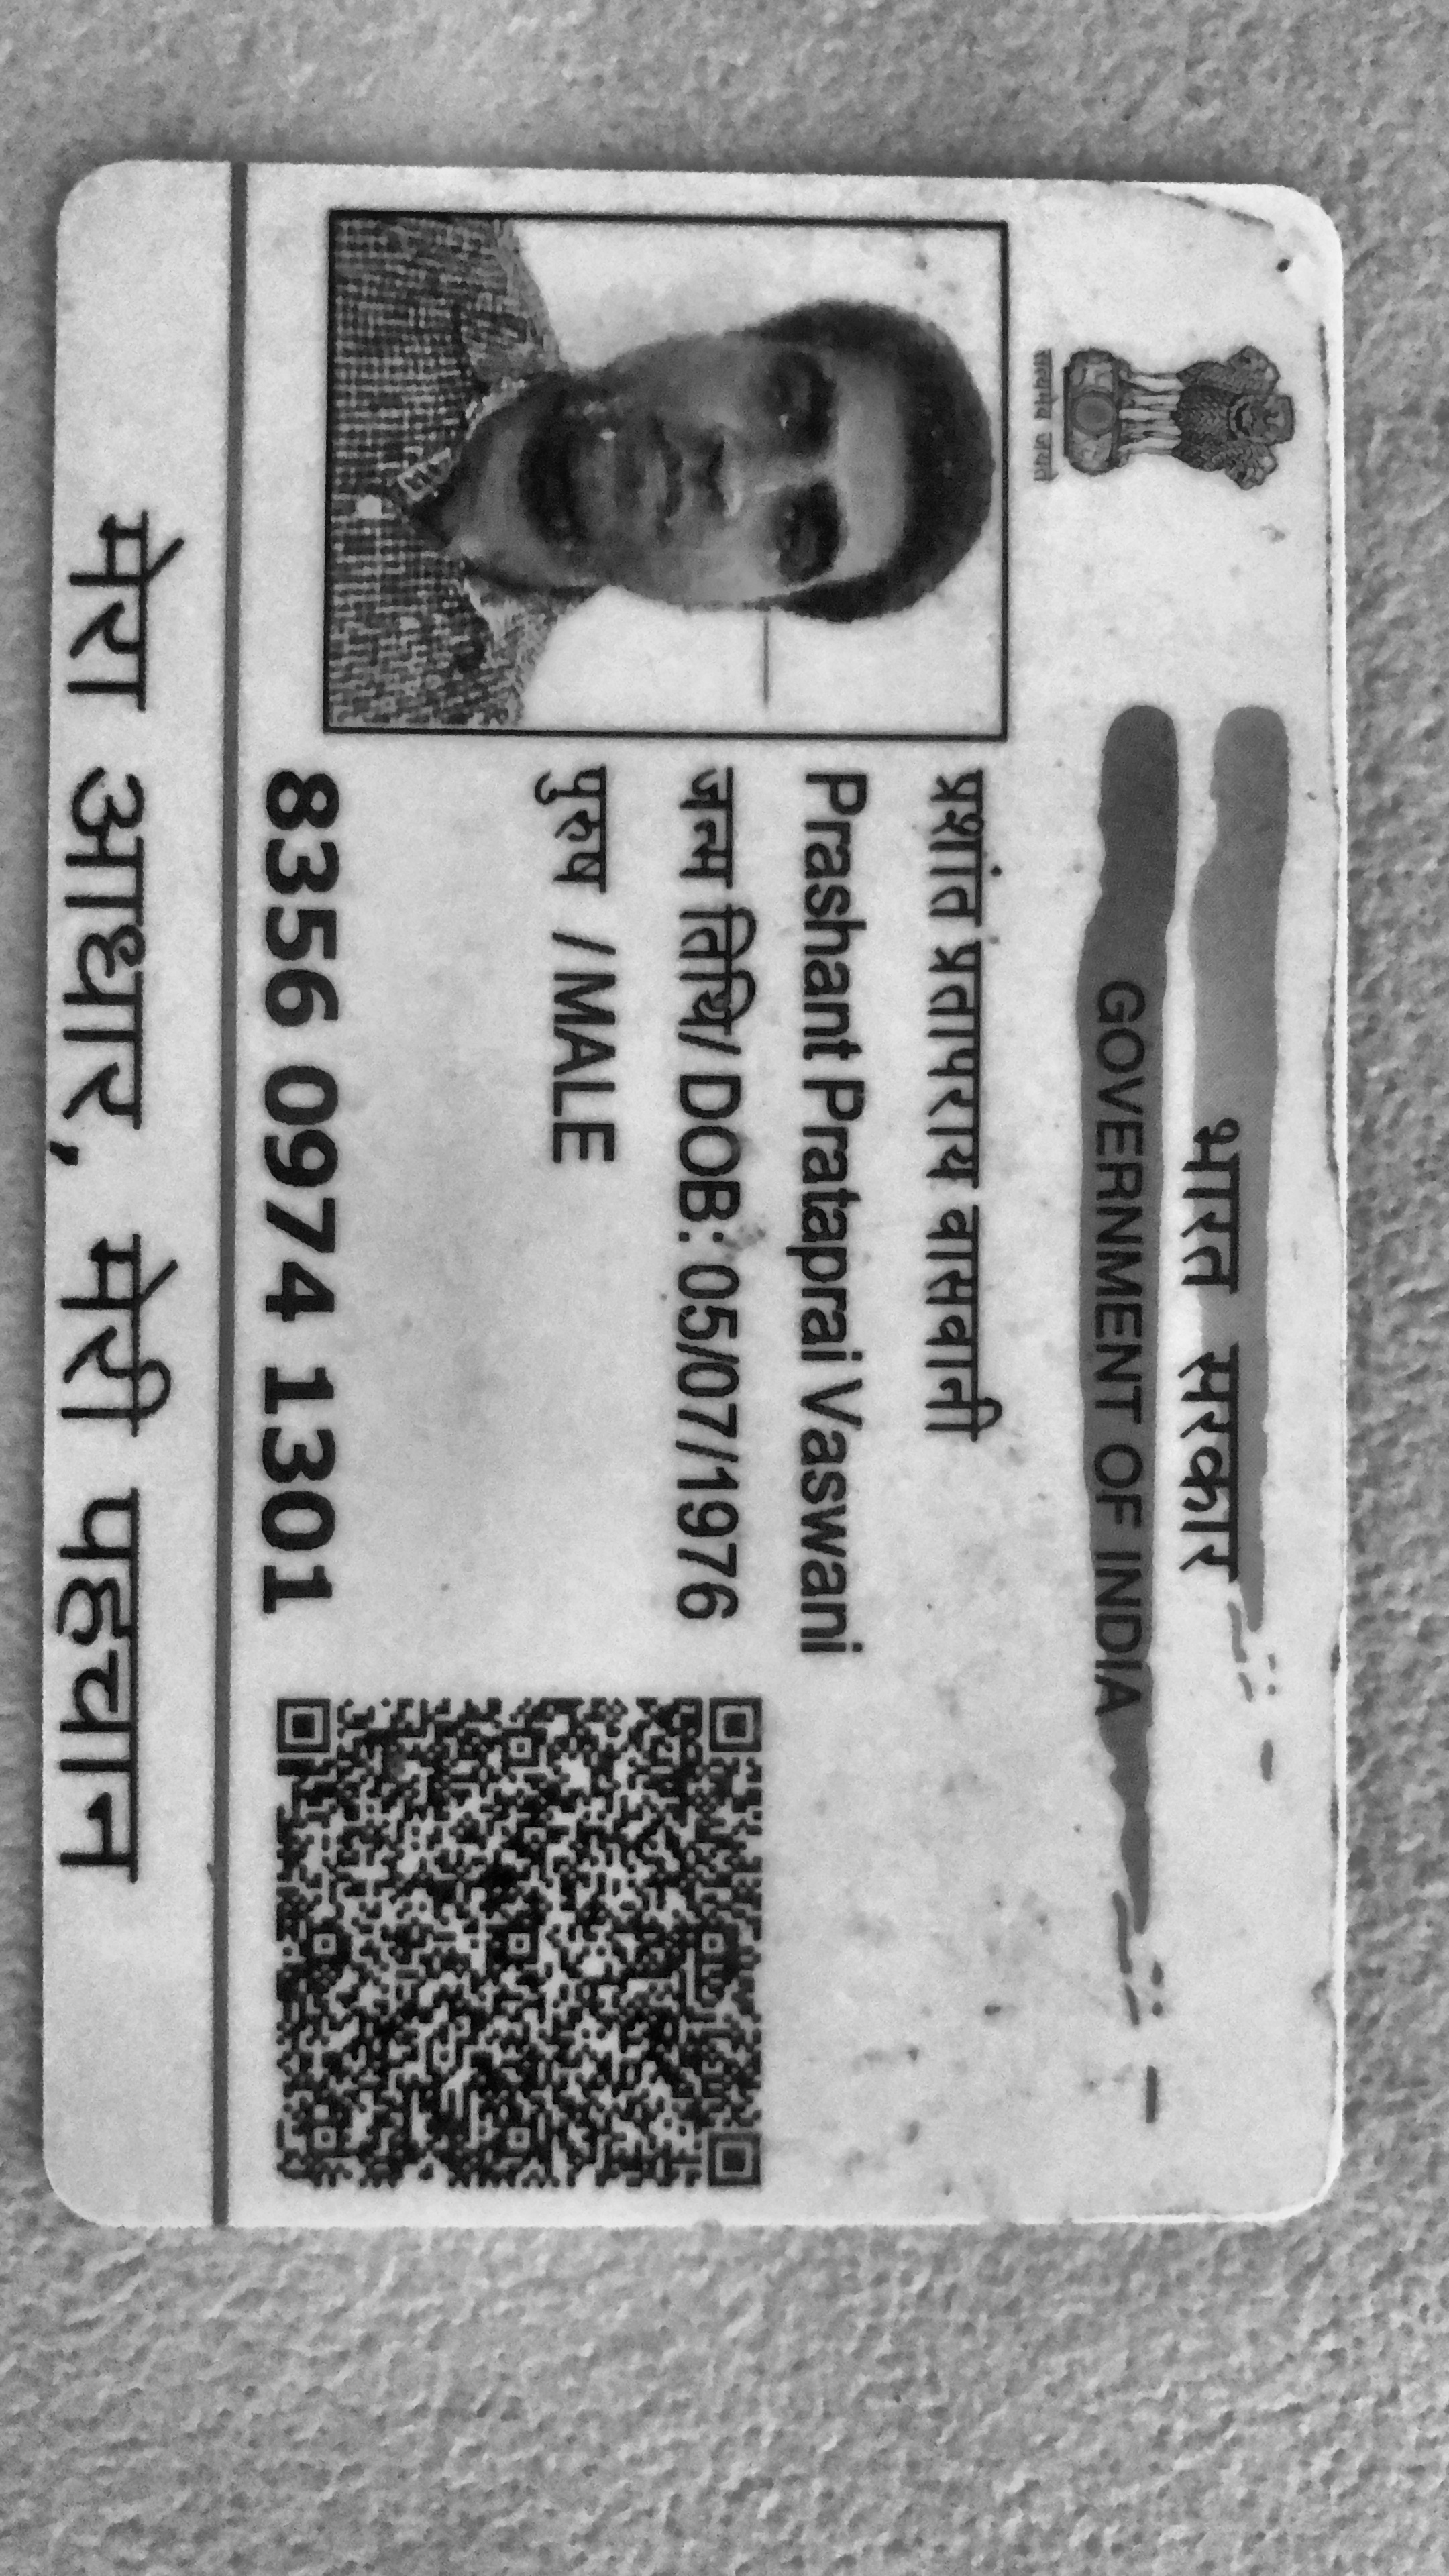 भारत सरकार
GOVERNMENT OF INDIA
सत्यमेव जयते
प्रशांत प्रतापराय वासवानी
Prashant Prataprai Vaswani
जन्म तिथि/ DOB: 05/07/1976
पुरुष /MALE
8356 0974 1301
मेरा आधार, मेरी पहचान